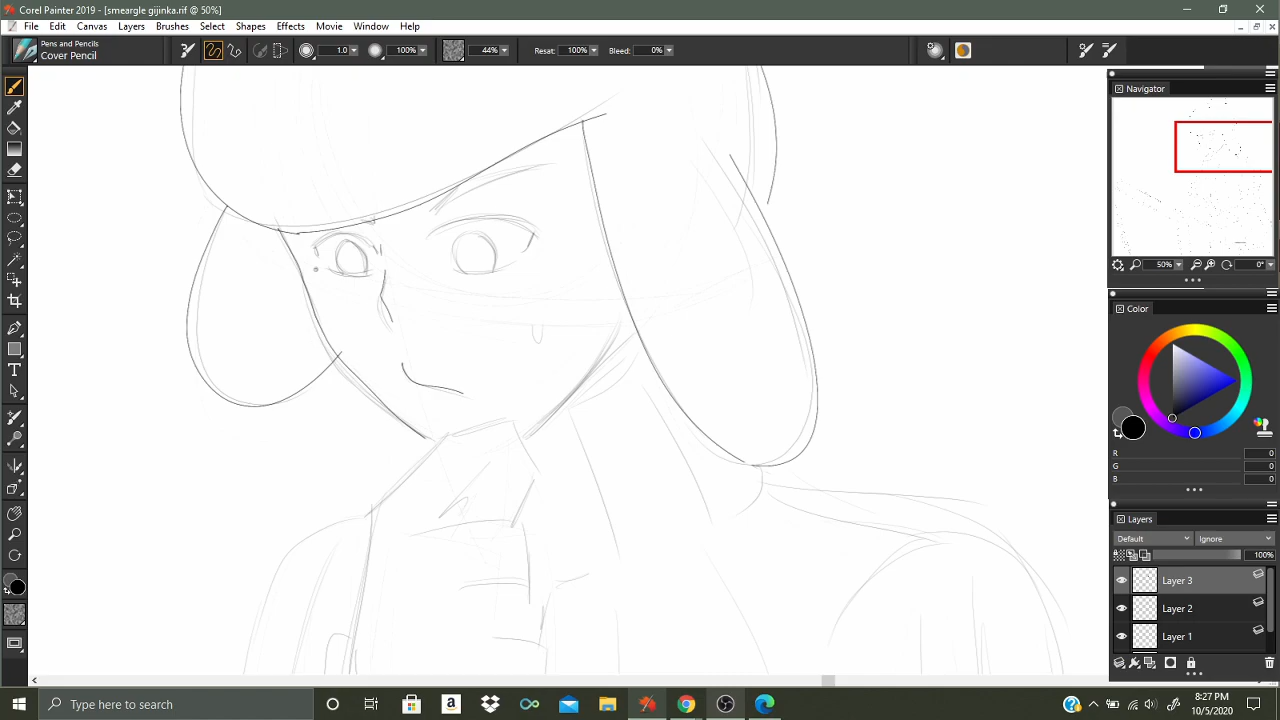 Corel Painter 2019 - [smeargle gijinka.rif @ 50%]
File Edit Canvas Layers Brushes Select Shapes Effects Movie Window Help
Pens and Pencils
Cover Pencil
1.0
100%
44%
Resat: 100%
Bleed: 0%
Navigator
50%
0°
Color
R 0
G 0
B 0
Layers
Default
Ignore
100%
Layer 3
Layer 2
Layer 1
Type here to search
8:27 PM
10/5/2020